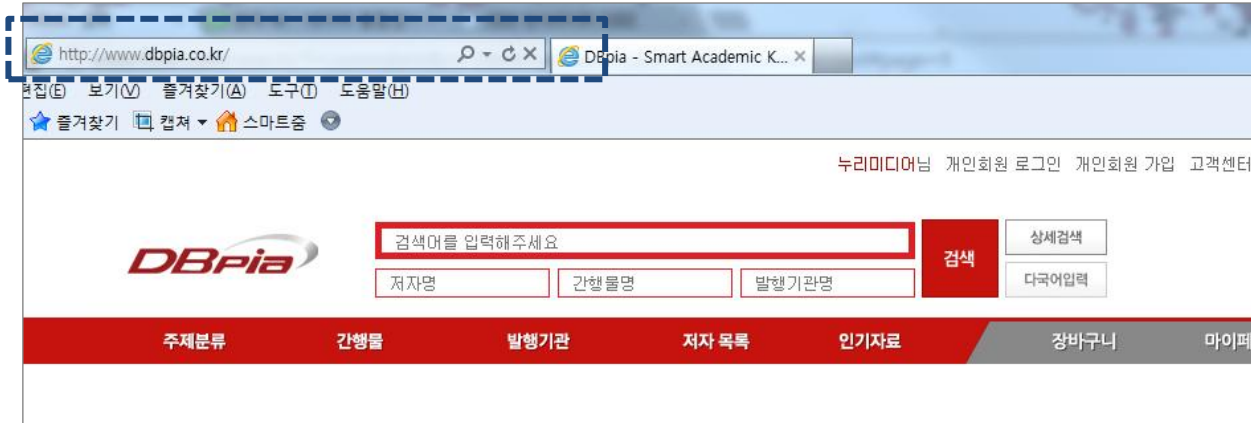 http://www.dbpia.co.kr/ DBpia - Smart Academic K...
편집(E) 보기(V) 즐겨찾기(A) 도구(T) 도움말(H)
즐겨찾기 캡쳐 스마트줌
누리미디어님 개인회원 로그인 개인회원 가입 고객센터
DBpia 검색어를 입력해주세요 검색 상세검색
저자명 간행물명 발행기관명 다국어입력
주제분류 간행물 발행기관 저자 목록 인기자료 장바구니 마이페